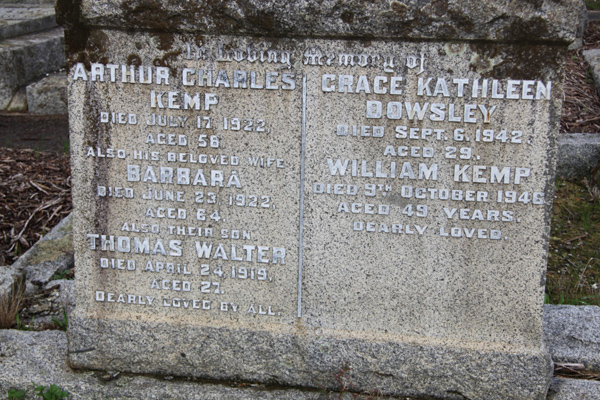 In Loving Memory of
ARTHUR CHARLES
KEMP
DIED JULY 17, 1922,
AGED 58
ALSO HIS BELOVED WIFE
BARBARA
DIED JUNE 23, 1922,
AGED 64.
ALSO THEIR SON
THOMAS WALTER
DIED APRIL 24, 1919,
AGED 27.
DEARLY LOVED BY ALL.
GRACE KATHLEEN
DOWSLEY
DIED SEPT. 6, 1942.
AGED 29.
WILLIAM KEMP
DIED 9TH OCTOBER 1946
AGED 49 YEARS.
DEARLY LOVED.